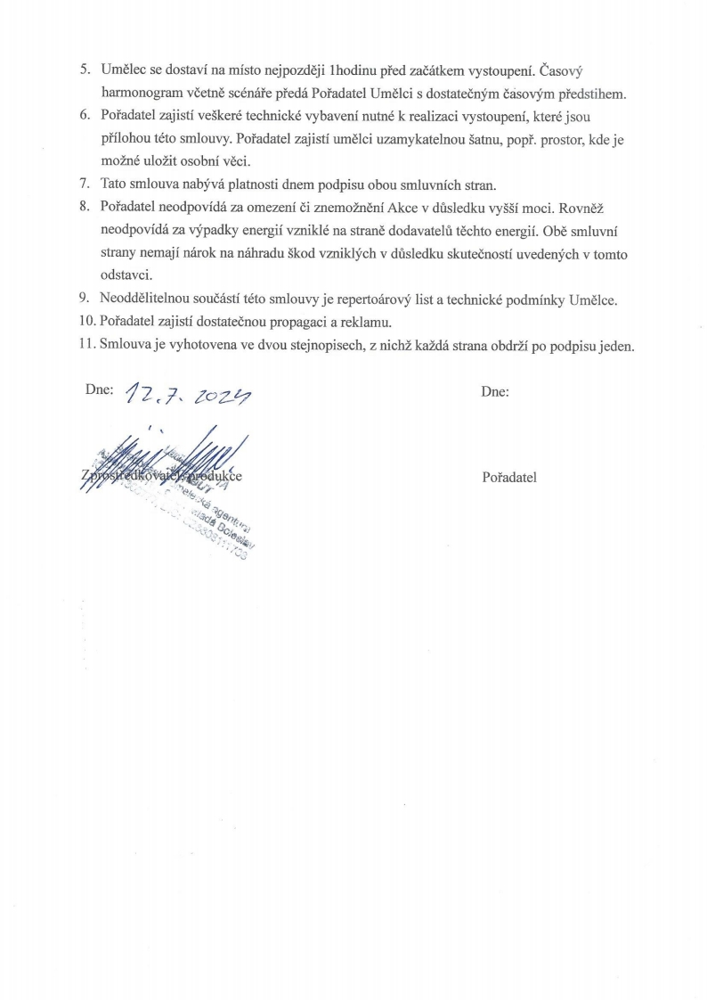 5. Umělec se dostaví na místo nejpozději 1hodinu před začátkem vystoupení. Časový
harmonogram včetně scénáře předá Pořadatel Umělci s dostatečným časovým předstihem.
6. Pořadatel zajistí veškeré technické vybavení nutné k realizaci vystoupení, které jsou
přílohou této smlouvy. Pořadatel zajistí umělci uzamykatelnou šatnu, popř. prostor, kde je
možné uložit osobní věci.
7. Tato smlouva nabývá platnosti dnem podpisu obou smluvních stran.
8. Pořadatel neodpovídá za omezení či znemožnění Akce v důsledku vyšší moci. Rovněž
neodpovídá za výpadky energií vzniklé na straně dodavatelů těchto energií. Obě smluvní
strany nemají nárok na náhradu škod vzniklých v důsledku skutečností uvedených v tomto
odstavci.
9. Neoddělitelnou součástí této smlouvy je repertoárový list a technické podmínky Umělce.
10. Pořadatel zajistí dostatečnou propagaci a reklamu.
11. Smlouva je vyhotovena ve dvou stejnopisech, z nichž každá strana obdrží po podpisu jeden.
Dne: 12.7. 2024 Dne:
Zprostředkovatel, produkce Pořadatel
umělecká agentura
Mladá Boleslav